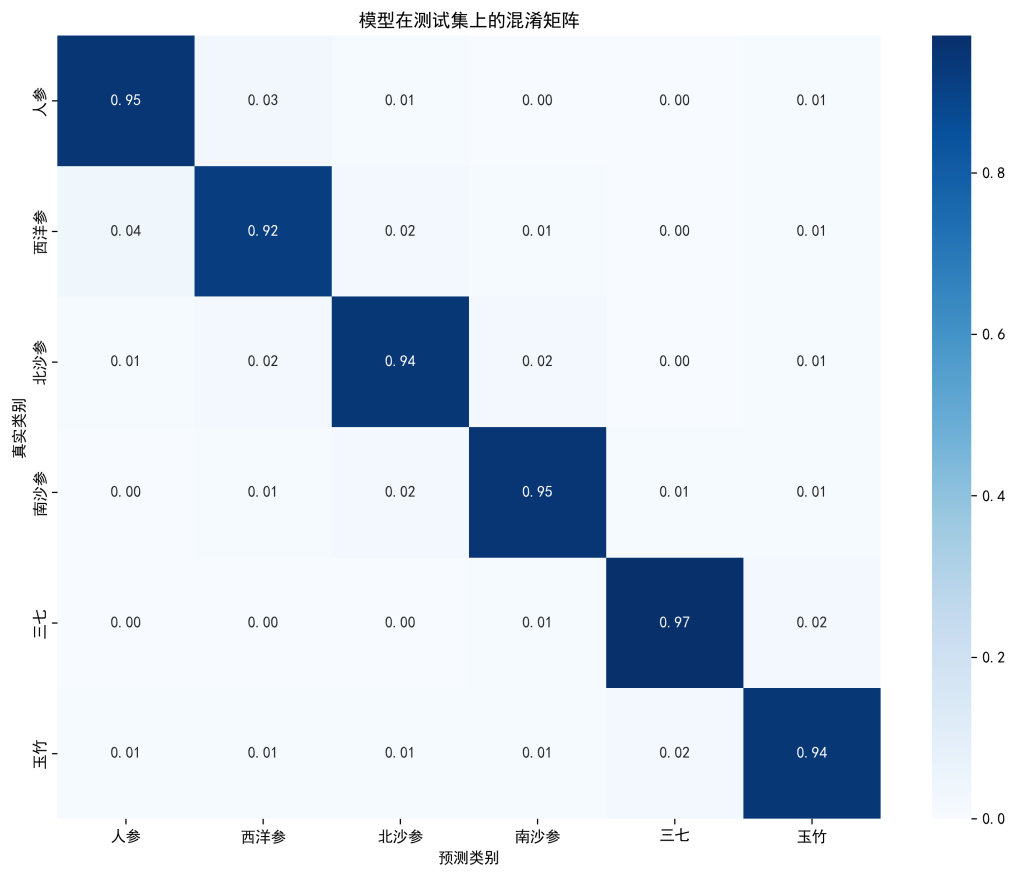 模型在测试集上的混淆矩阵
人参 0.95 0.03 0.01 0.00 0.00 0.01
西洋参 0.04 0.92 0.02 0.01 0.00 0.01
北沙参 0.01 0.02 0.94 0.02 0.00 0.01
南沙参 0.00 0.01 0.02 0.95 0.01 0.01
三七 0.00 0.00 0.00 0.01 0.97 0.02
玉竹 0.01 0.01 0.01 0.01 0.02 0.94
真实类别
人参 西洋参 北沙参 南沙参 三七 玉竹
预测类别
0.8
0.6
0.4
0.2
0.0